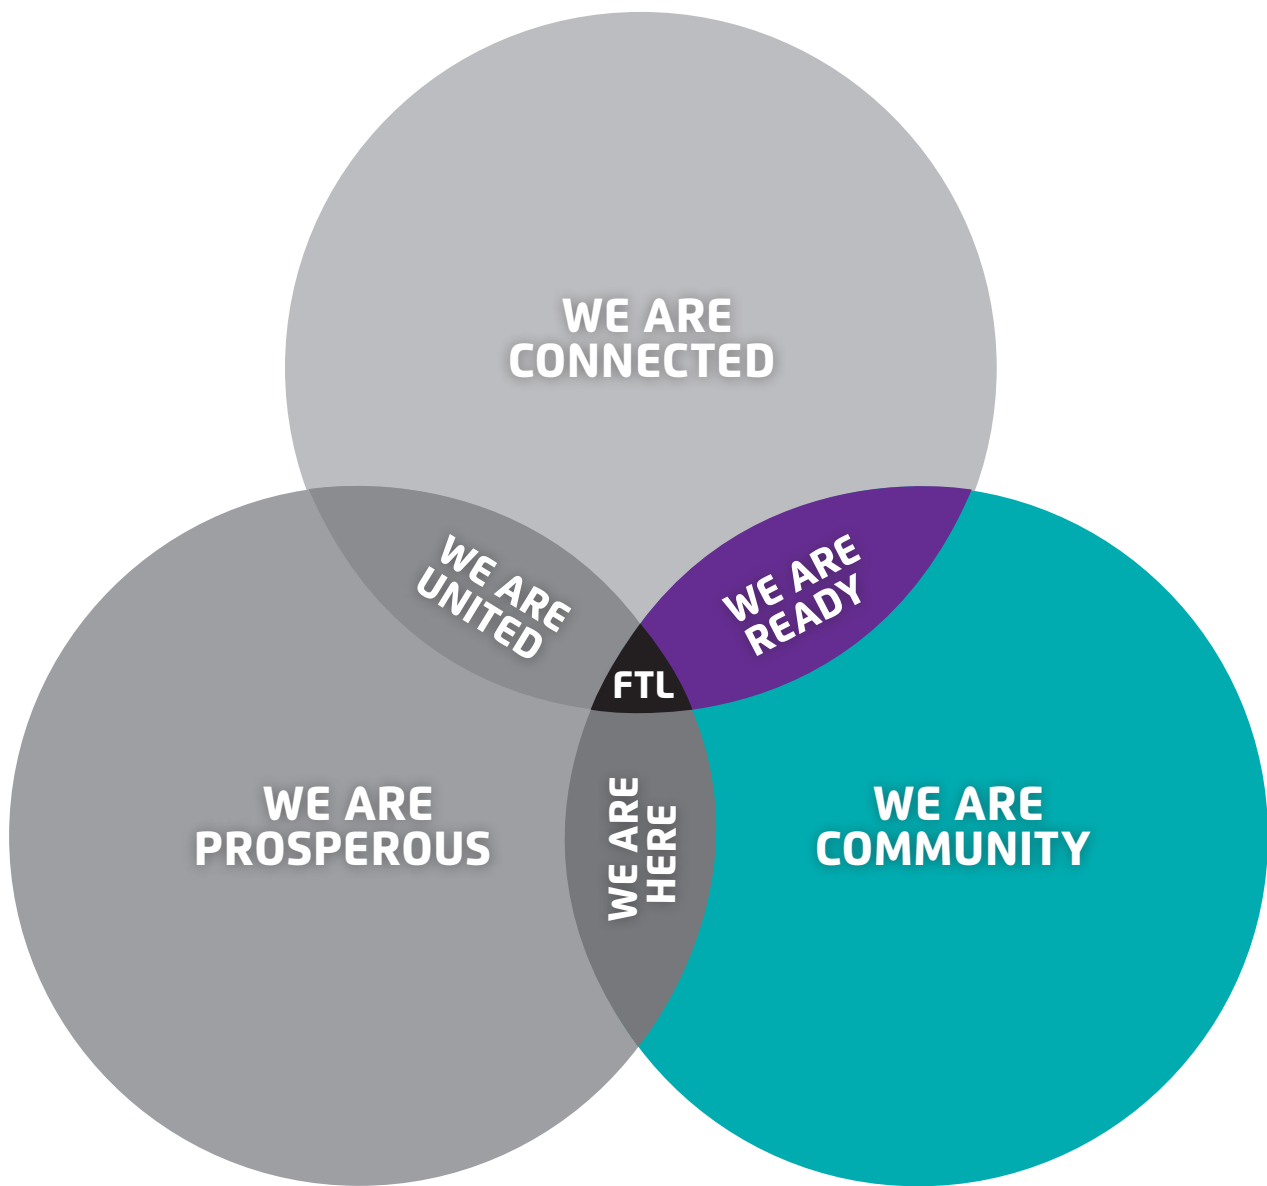 WE ARE
CONNECTED
WE ARE
UNITED
WE ARE
READY
FTL
WE ARE
PROSPEROUS
WE ARE
HERE
WE ARE
COMMUNITY